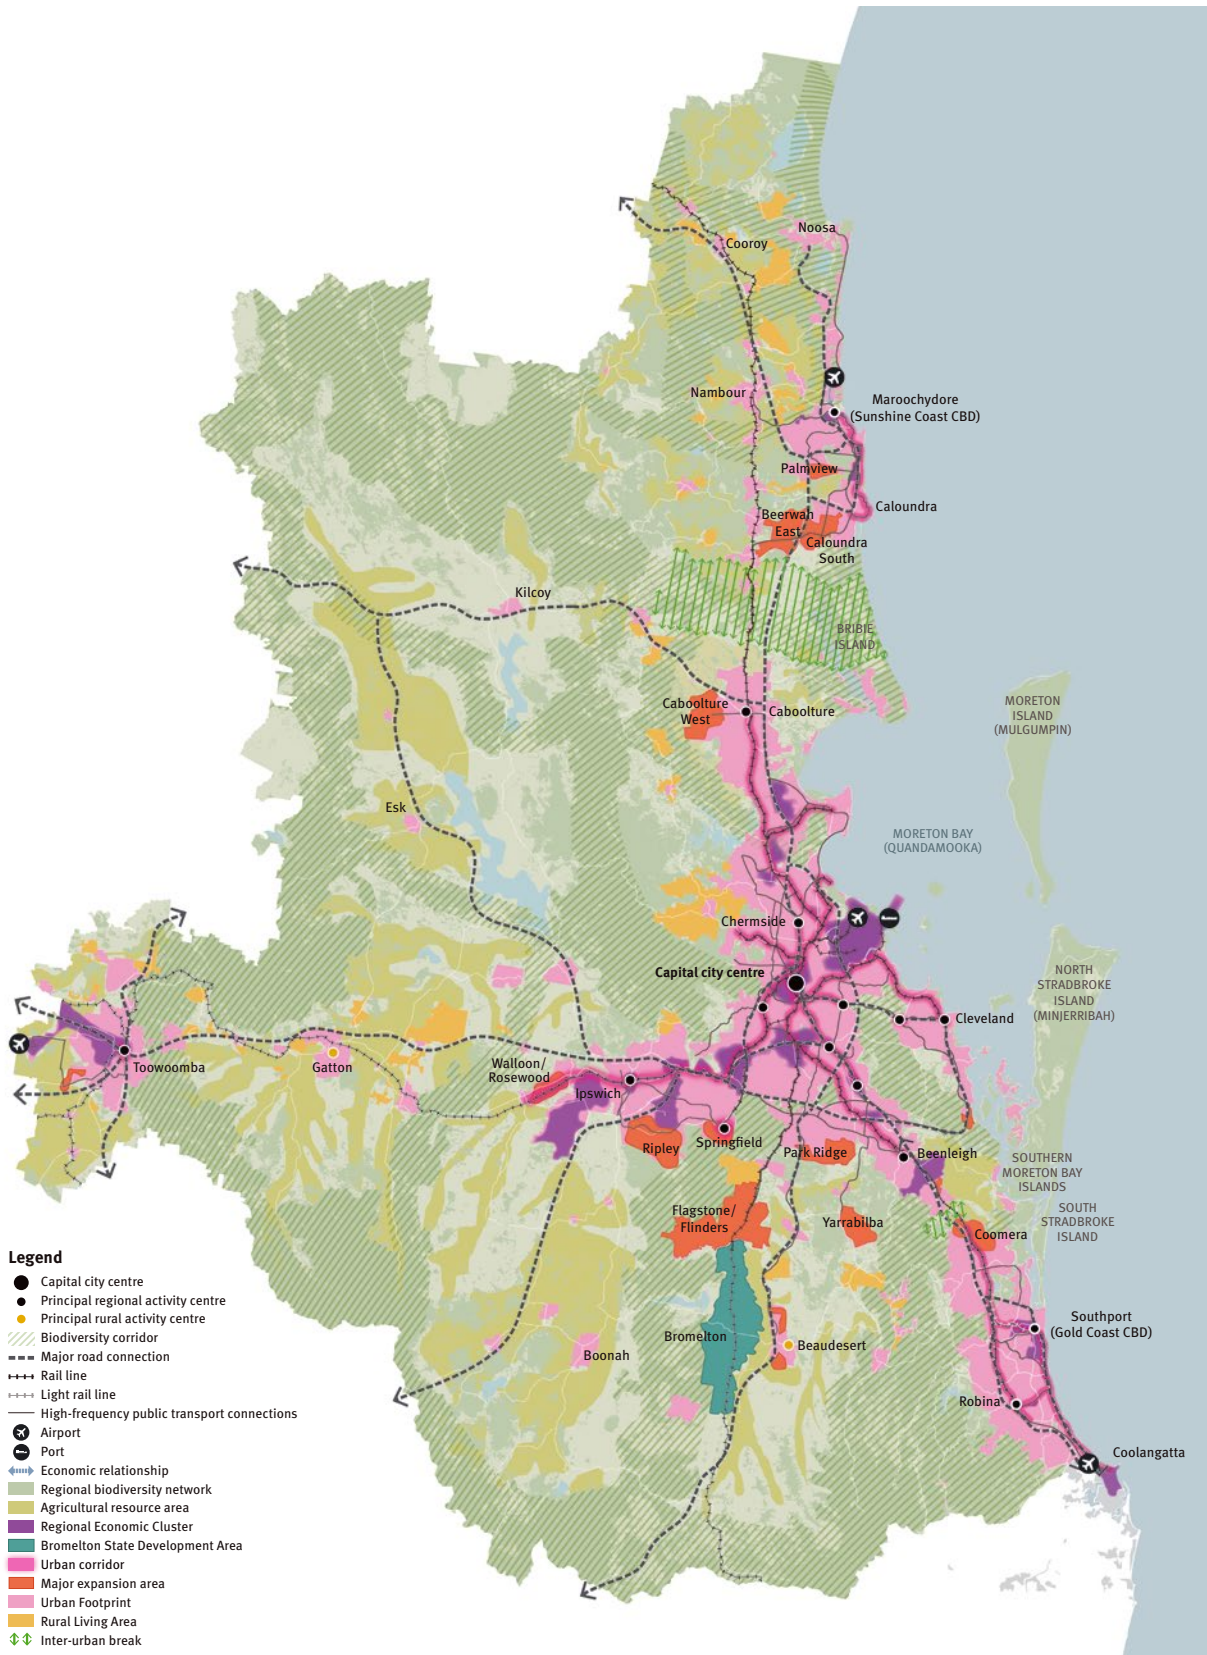 Noosa
Cooroy
Nambour
Maroochydore
(Sunshine Coast CBD)
Palmview
Caloundra
Beerwah
East
Caloundra
South
Kilcoy
BRIBIE
ISLAND
Caboolture
West
Caboolture
MORETON
ISLAND
(MULGUMPIN)
Esk
MORETON BAY
(QUANDAMOOKA)
Chermside
Capital city centre
NORTH
STRADBROKE
ISLAND
(MINJERRIBAH)
Cleveland
Toowoomba
Gatton
Walloon/
Rosewood
Ipswich
Ripley
Springfield
Park Ridge
Beenleigh
SOUTHERN
MORETON BAY
ISLANDS
Flagstone/
Flinders
Yarrabilba
SOUTH
STRADBROKE
ISLAND
Coomera
Legend
Capital city centre
Principal regional activity centre
Principal rural activity centre
Biodiversity corridor
Major road connection
Rail line
Light rail line
High-frequency public transport connections
Airport
Port
Economic relationship
Regional biodiversity network
Agricultural resource area
Regional Economic Cluster
Bromelton State Development Area
Urban corridor
Major expansion area
Urban Footprint
Rural Living Area
Inter-urban break
Bromelton
Boonah
Beaudesert
Southport
(Gold Coast CBD)
Robina
Coolangatta